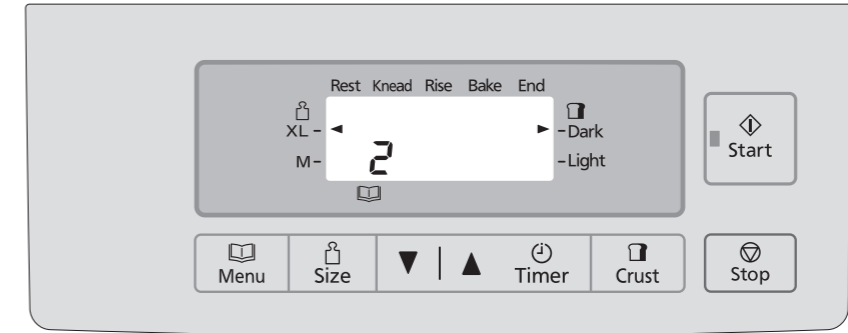 Rest Knead Rise Bake End
XL
Dark
M
2
Light
Start
Menu
Size
Timer
Crust
Stop